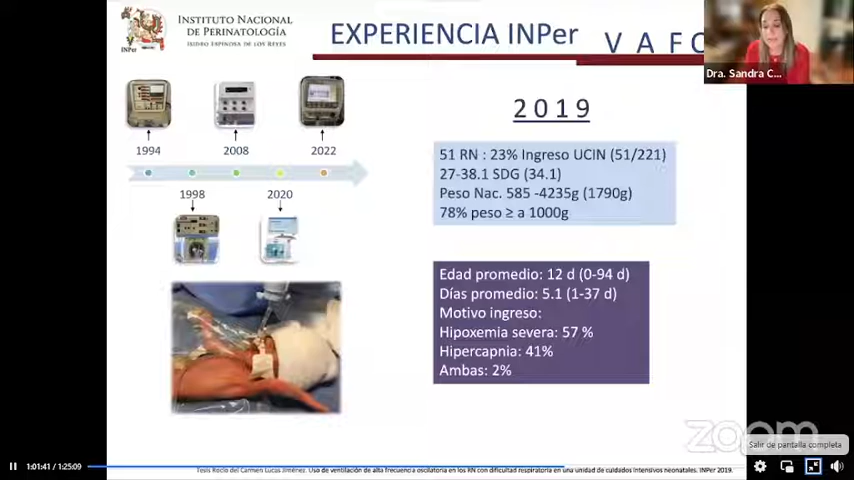 INSTITUTO NACIONAL
DE PERINATOLOGÍA
ISIDRO ESPINOSA DE LOS REYES
INPer
EXPERIENCIA INPer
V A F O
Dra. Sandra C...
1994
2008
2022
1998
2020
2019
51 RN : 23% Ingreso UCIN (51/221)
27-38.1 SDG (34.1)
Peso Nac. 585 -4235g (1790g)
78% peso ≥ a 1000g
Edad promedio: 12 d (0-94 d)
Días promedio: 5.1 (1-37 d)
Motivo ingreso:
Hipoxemia severa: 57 %
Hipercapnia: 41%
Ambas: 2%
zoom
Salir de pantalla completa
1:01:41 / 1:25:09
Tesis Rocío del Carmen Lucas Jiménez. Uso de ventilación de alta frecuencia oscilatoria en los RN con dificultad respiratoria en una unidad de cuidados intensivos neonatales. INPer 2019.